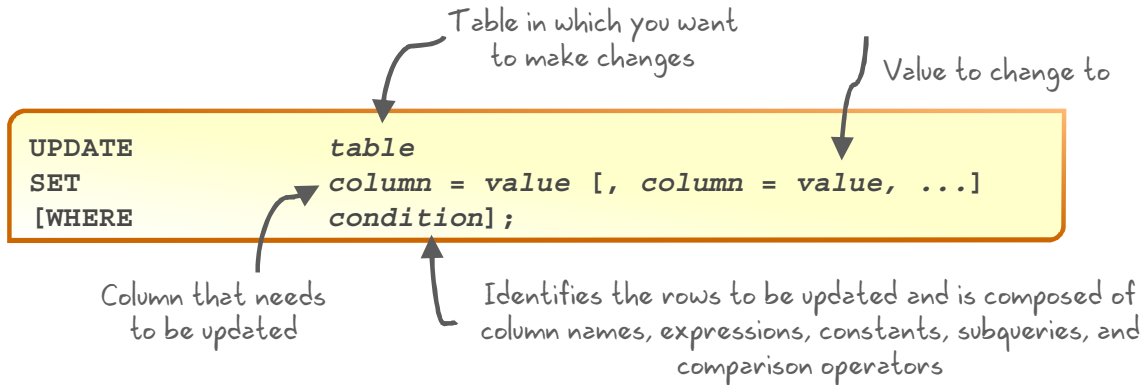 Table in which you want
to make changes
Value to change to
UPDATE table
SET column = value [, column = value, ...]
[WHERE condition];
Column that needs
to be updated
Identifies the rows to be updated and is composed of
column names, expressions, constants, subqueries, and
comparison operators